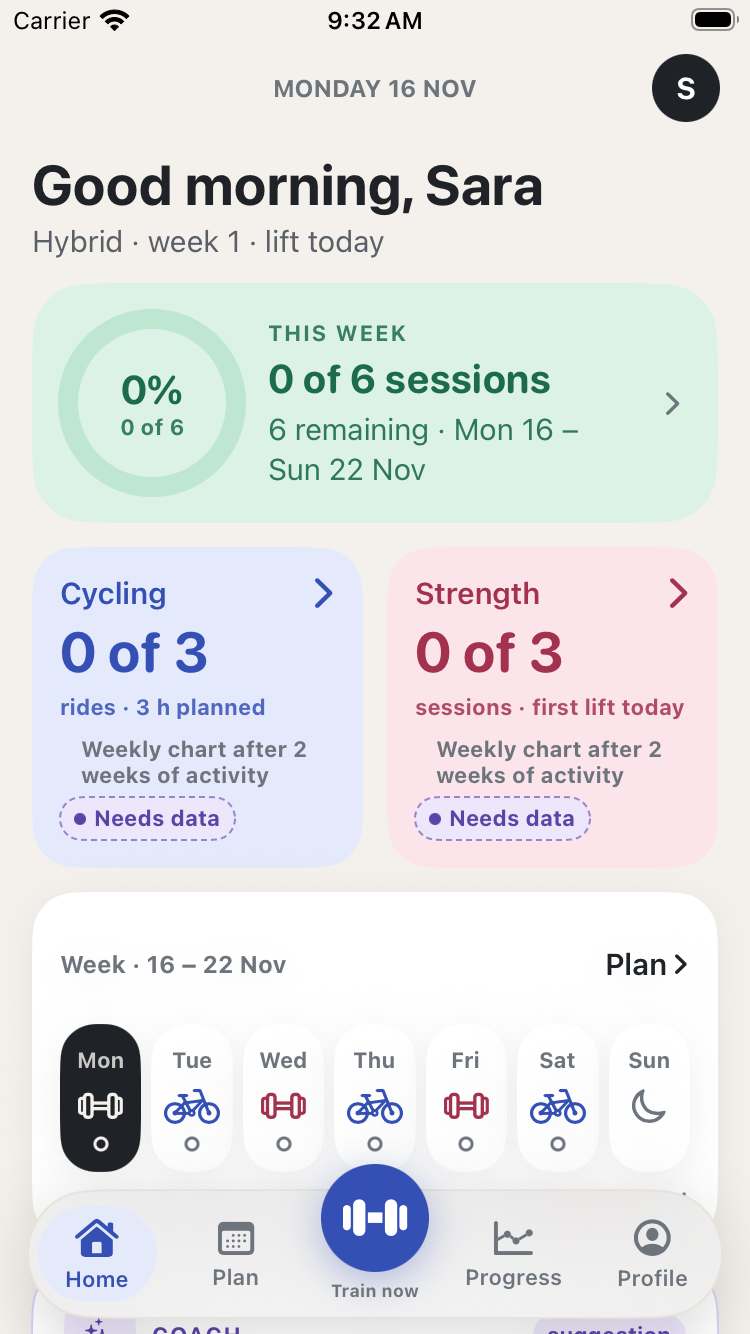 Carrier 9:32 AM
MONDAY 16 NOV
S
Good morning, Sara
Hybrid · week 1 · lift today
0%
0 of 6
THIS WEEK
0 of 6 sessions
6 remaining · Mon 16 –
Sun 22 Nov
Cycling
0 of 3
rides · 3 h planned
Weekly chart after 2
weeks of activity
Needs data
Strength
0 of 3
sessions · first lift today
Weekly chart after 2
weeks of activity
Needs data
Week · 16 – 22 Nov
Plan
Mon Tue Wed Thu Fri Sat Sun
Home Plan Train now Progress Profile
COACH suggestion